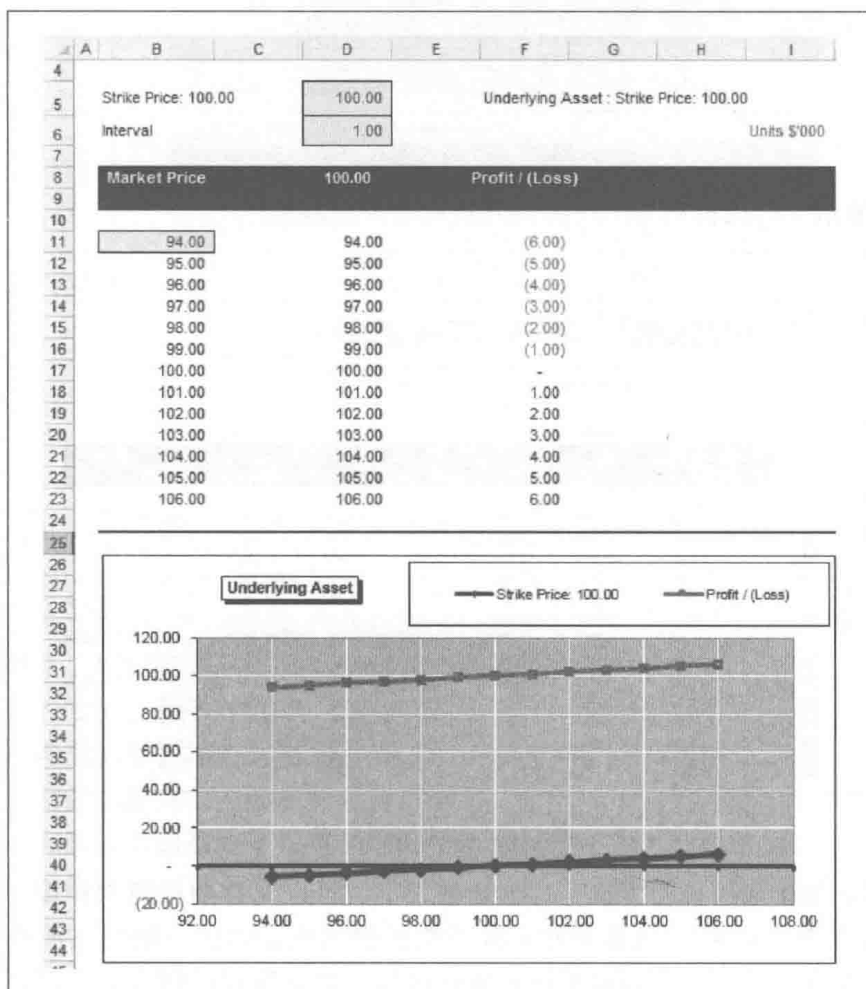 A B C D E F G H I
4
5 Strike Price: 100.00 100.00 Underlying Asset : Strike Price: 100.00
6 Interval 1.00 Units $'000
7
8 Market Price 100.00 Profit / (Loss)
9
10
11 94.00 94.00 (6.00)
12 95.00 95.00 (5.00)
13 96.00 96.00 (4.00)
14 97.00 97.00 (3.00)
15 98.00 98.00 (2.00)
16 99.00 99.00 (1.00)
17 100.00 100.00 -
18 101.00 101.00 1.00
19 102.00 102.00 2.00
20 103.00 103.00 3.00
21 104.00 104.00 4.00
22 105.00 105.00 5.00
23 106.00 106.00 6.00
24
25
26
27 Underlying Asset Strike Price: 100.00 Profit / (Loss)
28
29
30 120.00
31 100.00
32
33 80.00
34
35 60.00
36
37 40.00
38
39 20.00
40 -
41
42 (20.00)
43 92.00 94.00 96.00 98.00 100.00 102.00 104.00 106.00 108.00
44